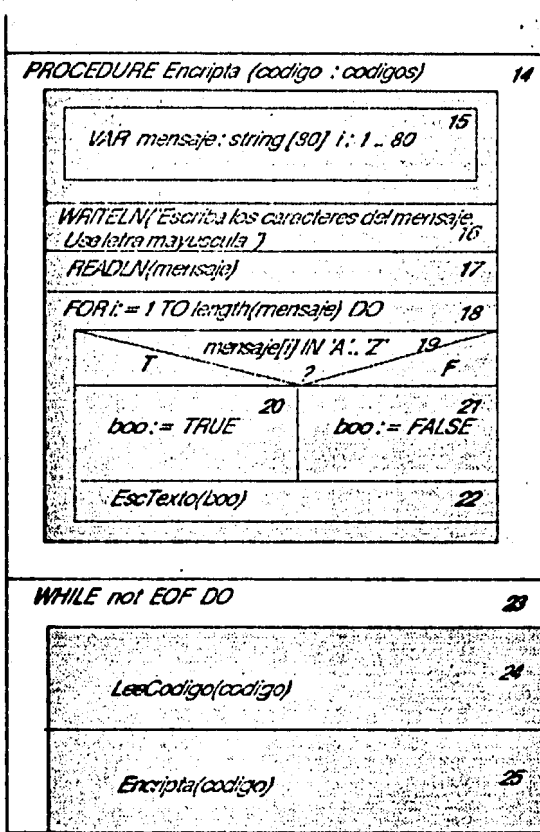 PROCEDURE Encripta (codigo : codigos) 14
VAR mensaje : string [80] i : 1 .. 80 15
WRITELN('Escriba los caracteres del mensaje.
Usa letra mayuscula ') 16
READLN(mensaje) 17
FOR i := 1 TO length(mensaje) DO 18
mensaje[i] IN 'A'.. 'Z' 19
T ? F
boo := TRUE 20 boo := FALSE 21
EscTexto(boo) 22
WHILE not EOF DO 23
LeeCodigo(codigo) 24
Encripta(codigo) 25